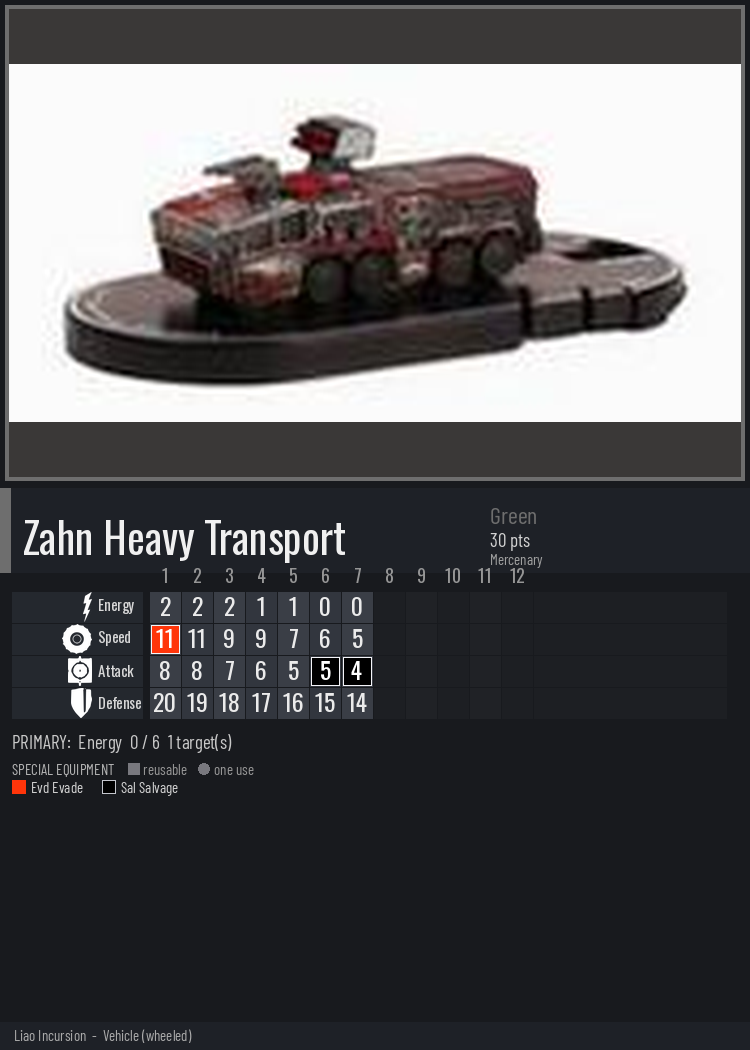 Zahn Heavy Transport
Green
30 pts
Mercenary
1 2 3 4 5 6 7 8 9 10 11 12
Energy 2 2 2 1 1 0 0
Speed 11 11 9 9 7 6 5
Attack 8 8 7 6 5 5 4
Defense 20 19 18 17 16 15 14
PRIMARY: Energy 0 / 6 1 target(s)
SPECIAL EQUIPMENT reusable one use
Evd Evade Sal Salvage
Liao Incursion - Vehicle (wheeled)